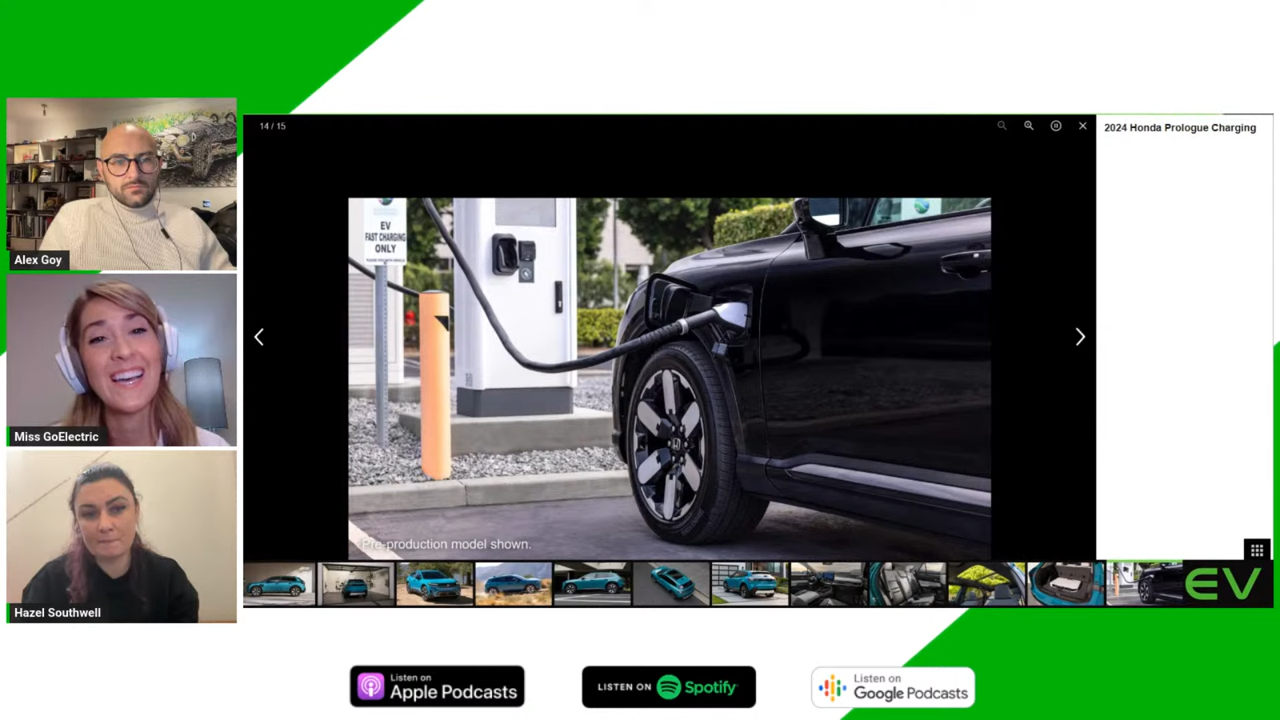 Alex Goy
Miss GoElectric
Hazel Southwell
14 / 15
2024 Honda Prologue Charging
EV
FAST CHARGING
ONLY
Pre-production model shown.
EV
Listen on
Apple Podcasts
LISTEN ON Spotify
Listen on
Google Podcasts